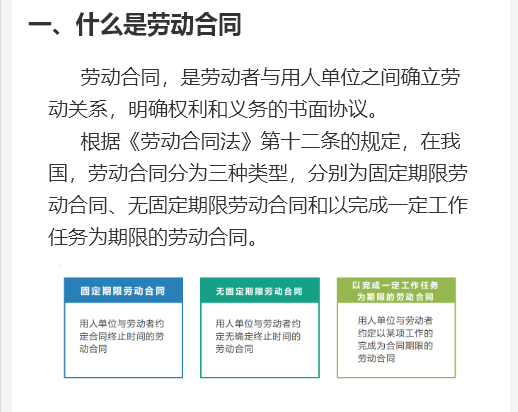 一、什么是劳动合同
劳动合同，是劳动者与用人单位之间确立劳
动关系，明确权利和义务的书面协议。
根据《劳动合同法》第十二条的规定，在我
国，劳动合同分为三种类型，分别为固定期限劳
动合同、无固定期限劳动合同和以完成一定工作
任务为期限的劳动合同。
固定期限劳动合同
用人单位与劳动者约
定合同终止时间的劳
动合同
无固定期限劳动合同
用人单位与劳动者约
定无确定终止时间的
劳动合同
以完成一定工作任务
为期限的劳动合同
用人单位与劳动者
约定以某项工作的
完成为合同期限的
劳动合同